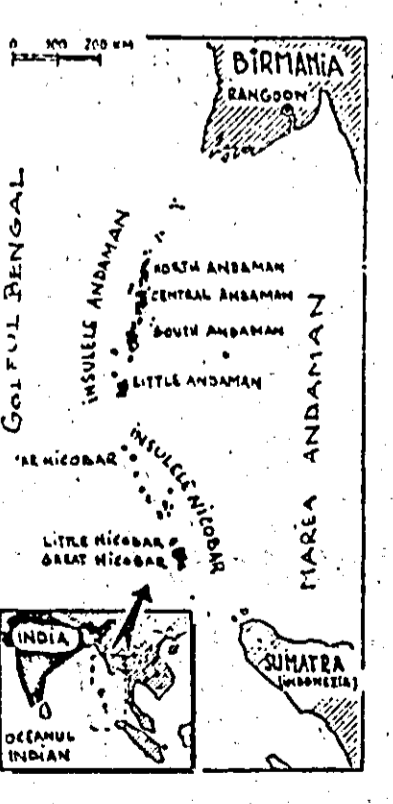 0 100 200 KM
BIRMANIA
RANGOON
GOLFUL BENGAL
INSULELE ANDAMAN
NORTH ANDAMAN
CENTRAL ANDAMAN
SOUTH ANDAMAN
LITTLE ANDAMAN
MAREA ANDAMAN
INSULELE NICOBAR
NICOBAR
LITTLE NICOBAR
GREAT NICOBAR
INDIA
OCEANUL
INDIAN
SUMATRA
(INDONEZIA)